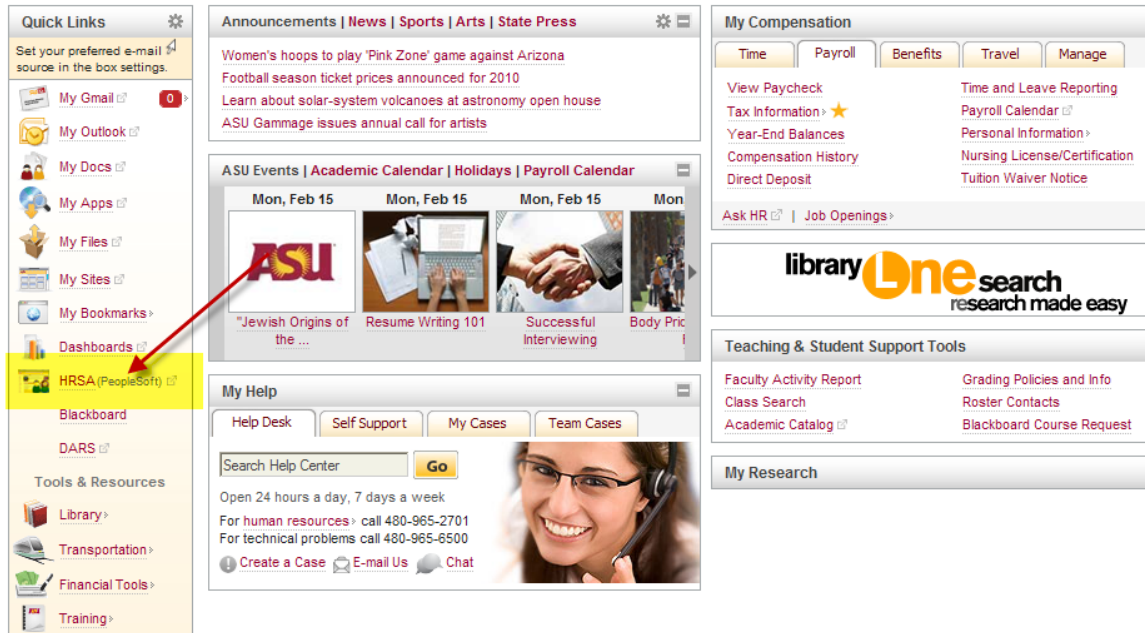 Quick Links
Set your preferred e-mail
source in the box settings.
My Gmail
0
My Outlook
My Docs
My Apps
My Files
My Sites
My Bookmarks
Dashboards
HRSA (PeopleSoft)
Blackboard
DARS
Tools & Resources
Library
Transportation
Financial Tools
Training
Announcements | News | Sports | Arts | State Press
Women's hoops to play 'Pink Zone' game against Arizona
Football season ticket prices announced for 2010
Learn about solar-system volcanoes at astronomy open house
ASU Gammage issues annual call for artists
ASU Events | Academic Calendar | Holidays | Payroll Calendar
Mon, Feb 15 Mon, Feb 15 Mon, Feb 15 Mon,
ASU
"Jewish Origins of
the ...
Resume Writing 101
Successful
Interviewing
Body Pric
My Help
Help Desk Self Support My Cases Team Cases
Search Help Center Go
Open 24 hours a day, 7 days a week
For human resources call 480-965-2701
For technical problems call 480-965-6500
Create a Case E-mail Us Chat
My Compensation
Time Payroll Benefits Travel Manage
View Paycheck Time and Leave Reporting
Tax Information Payroll Calendar
Year-End Balances Personal Information
Compensation History Nursing License/Certification
Direct Deposit Tuition Waiver Notice
Ask HR | Job Openings
library One search
research made easy
Teaching & Student Support Tools
Faculty Activity Report Grading Policies and Info
Class Search Roster Contacts
Academic Catalog Blackboard Course Request
My Research